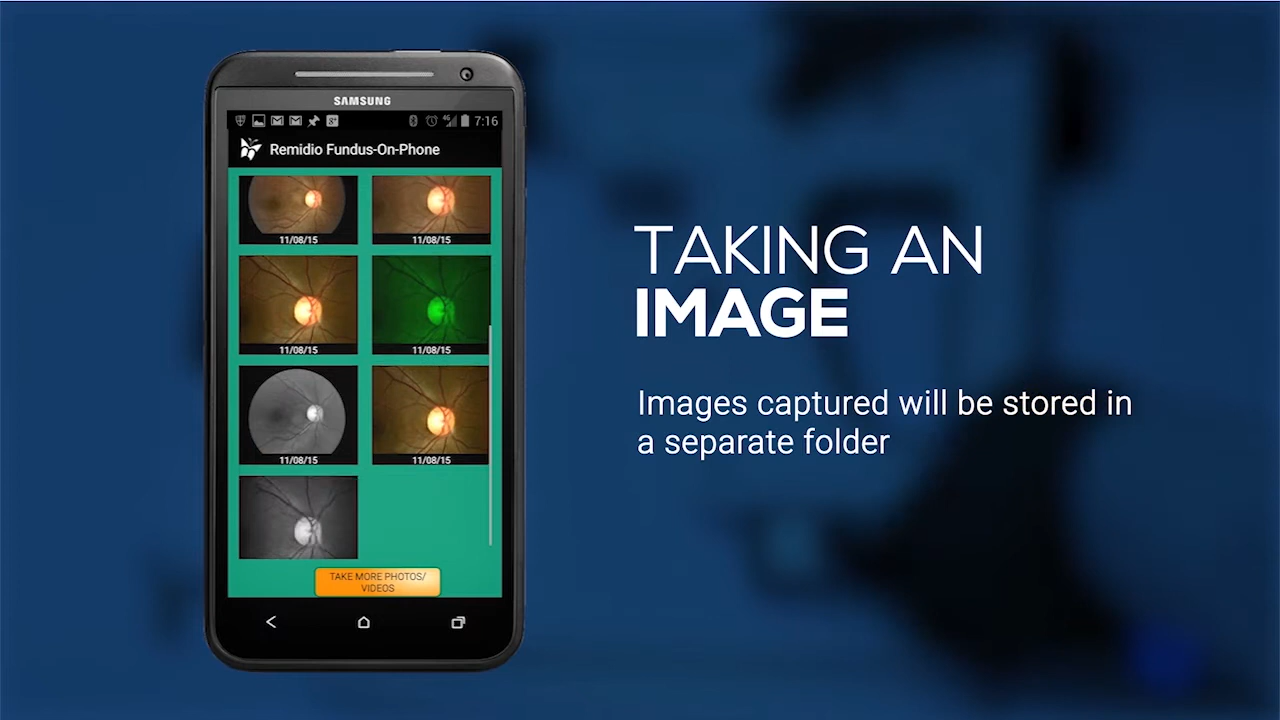 SAMSUNG
7:16
Remidio Fundus-On-Phone
11/08/15
11/08/15
11/08/15
11/08/15
11/08/15
11/08/15
TAKE MORE PHOTOS/
VIDEOS
TAKING AN
IMAGE
Images captured will be stored in
a separate folder